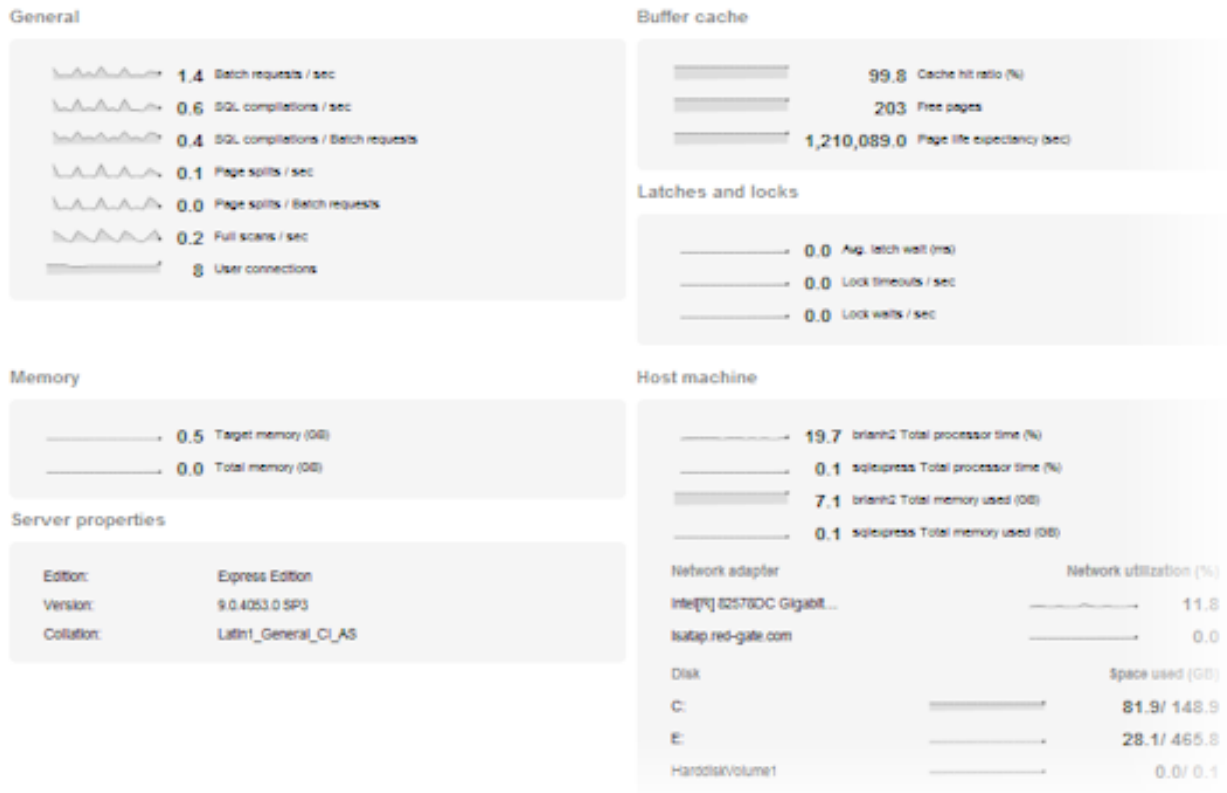 General
1.4 Batch requests / sec
0.6 SQL compilations / sec
0.4 SQL compilations / Batch requests
0.1 Page splits / sec
0.0 Page splits / Batch requests
0.2 Full scans / sec
8 User connections
Buffer cache
99.8 Cache hit ratio (%)
203 Free pages
1,210,089.0 Page life expectancy (sec)
Latches and locks
0.0 Avg. latch wait (ms)
0.0 Lock timeouts / sec
0.0 Lock waits / sec
Memory
0.5 Target memory (GB)
0.0 Total memory (GB)
Server properties
Edition: Express Edition
Version: 9.0.4053.0 SP3
Collation: Latin1_General_CI_AS
Host machine
19.7 brianh2 Total processor time (%)
0.1 sqlexpress Total processor time (%)
7.1 brianh2 Total memory used (GB)
0.1 sqlexpress Total memory used (GB)
Network adapter Network utilization (%)
Intel[R] 82578DC Gigabit... 11.8
isatap.red-gate.com 0.0
Disk Space used (GB)
C: 81.9/ 148.9
E: 28.1/ 465.8
HarddiskVolume1 0.0/ 0.1